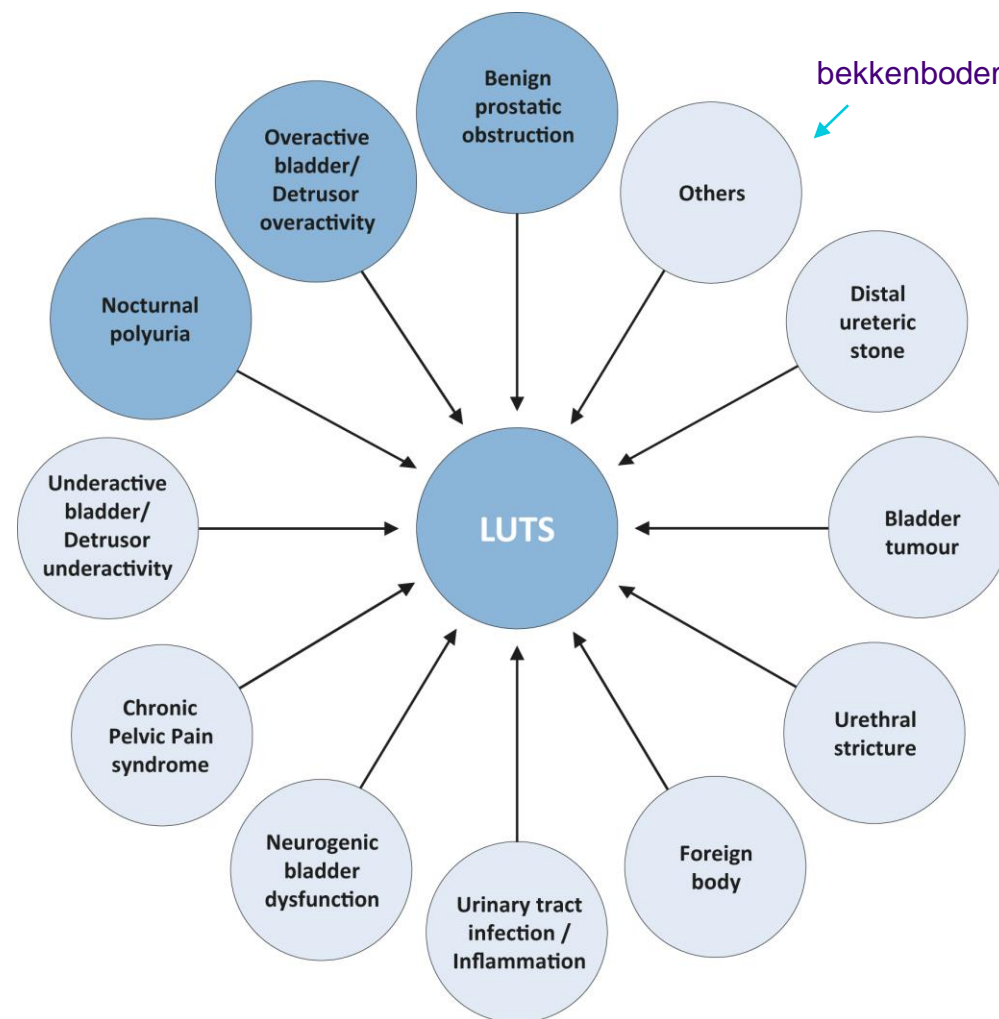 bekkenbode
Benign
prostatic
obstruction
Others
Distal
ureteric
stone
Bladder
tumour
Urethral
stricture
Foreign
body
Urinary tract
infection /
Inflammation
Neurogenic
bladder
dysfunction
Chronic
Pelvic Pain
syndrome
Underactive
bladder/
Detrusor
underactivity
Nocturnal
polyuria
Overactive
bladder/
Detrusor
overactivity
LUTS